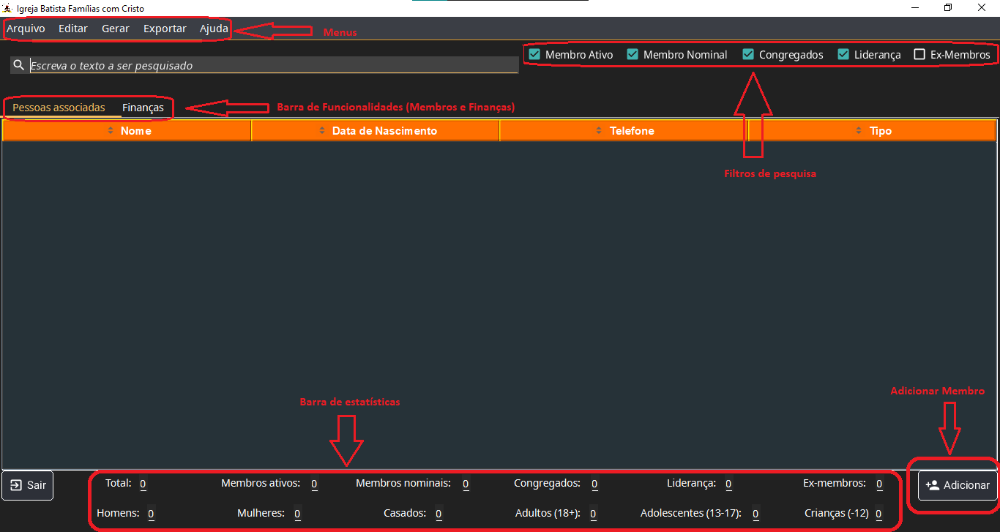 Igreja Batista Famílias com Cristo
Arquivo Editar Gerar Exportar Ajuda
Menus
Membro Ativo Membro Nominal Congregados Liderança Ex-Membros
Escreva o texto a ser pesquisado
Pessoas associadas Finanças
Barra de Funcionalidades (Membros e Finanças)
Nome Data de Nascimento Telefone Tipo
Filtros de pesquisa
Adicionar Membro
Barra de estatísticas
Sair
Total: 0 Membros ativos: 0 Membros nominais: 0 Congregados: 0 Liderança: 0 Ex-membros: 0
Adicionar
Homens: 0 Mulheres: 0 Casados: 0 Adultos (18+): 0 Adolescentes (13-17): 0 Crianças (-12) 0